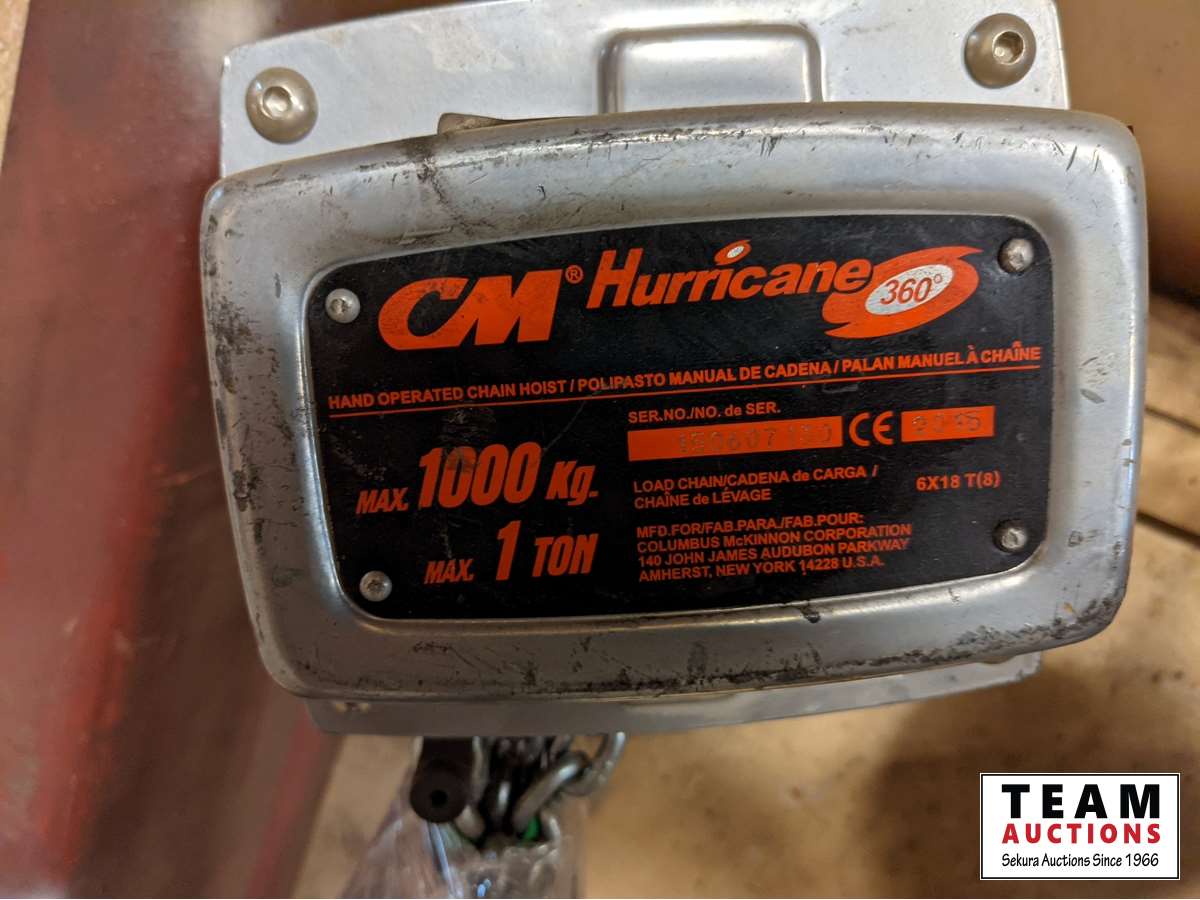 CM® Hurricane 360°
HAND OPERATED CHAIN HOIST / POLIPASTO MANUAL DE CADENA / PALAN MANUEL À CHAÎNE
SER.NO./NO. de SER.
CE
MAX. 1000 Kg.
LOAD CHAIN/CADENA de CARGA /
CHAÎNE de LÉVAGE
6X18 T(8)
MAX. 1 TON
MFD.FOR/FAB.PARA./FAB.POUR:
COLUMBUS McKINNON CORPORATION
140 JOHN JAMES AUDUBON PARKWAY
AMHERST, NEW YORK 14228 U.S.A.
TEAM
AUCTIONS
Sekura Auctions Since 1966